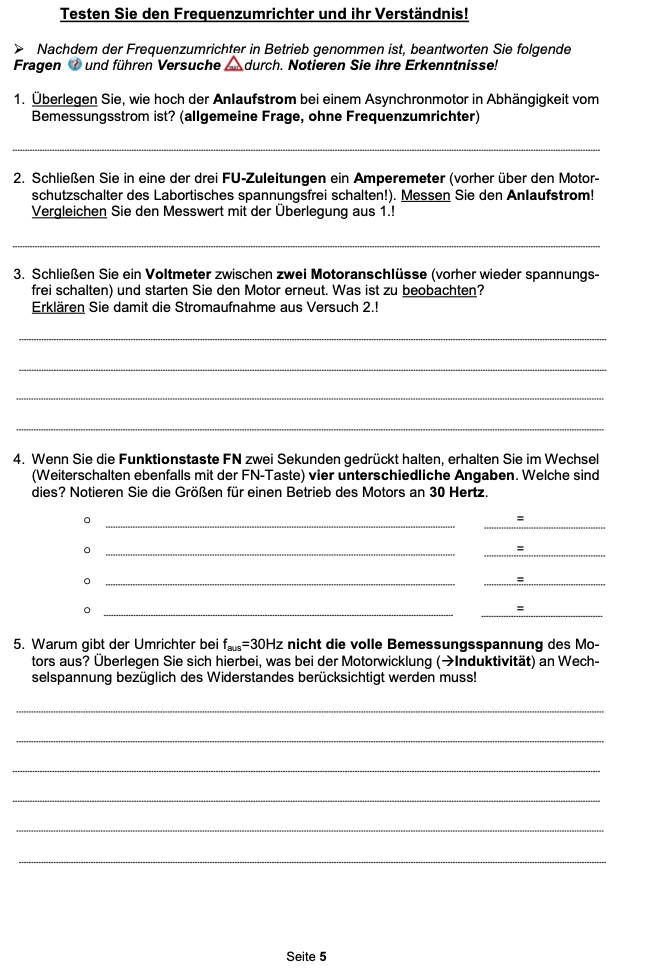 Testen Sie den Frequenzumrichter und ihr Verständnis!
➢ Nachdem der Frequenzumrichter in Betrieb genommen ist, beantworten Sie folgende
Fragen und führen Versuche durch. Notieren Sie ihre Erkenntnisse!
1. Überlegen Sie, wie hoch der Anlaufstrom bei einem Asynchronmotor in Abhängigkeit vom
Bemessungsstrom ist? (allgemeine Frage, ohne Frequenzumrichter)
2. Schließen Sie in eine der drei FU-Zuleitungen ein Amperemeter (vorher über den Motor-
schutzschalter des Labortisches spannungsfrei schalten!). Messen Sie den Anlaufstrom!
Vergleichen Sie den Messwert mit der Überlegung aus 1.!
3. Schließen Sie ein Voltmeter zwischen zwei Motoranschlüsse (vorher wieder spannungs-
frei schalten) und starten Sie den Motor erneut. Was ist zu beobachten?
Erklären Sie damit die Stromaufnahme aus Versuch 2.!
4. Wenn Sie die Funktionstaste FN zwei Sekunden gedrückt halten, erhalten Sie im Wechsel
(Weiterschalten ebenfalls mit der FN-Taste) vier unterschiedliche Angaben. Welche sind
dies? Notieren Sie die Größen für einen Betrieb des Motors an 30 Hertz.
o =
o =
o =
o =
5. Warum gibt der Umrichter bei faus=30Hz nicht die volle Bemessungsspannung des Mo-
tors aus? Überlegen Sie sich hierbei, was bei der Motorwicklung (→Induktivität) an Wech-
selspannung bezüglich des Widerstandes berücksichtigt werden muss!
Seite 5